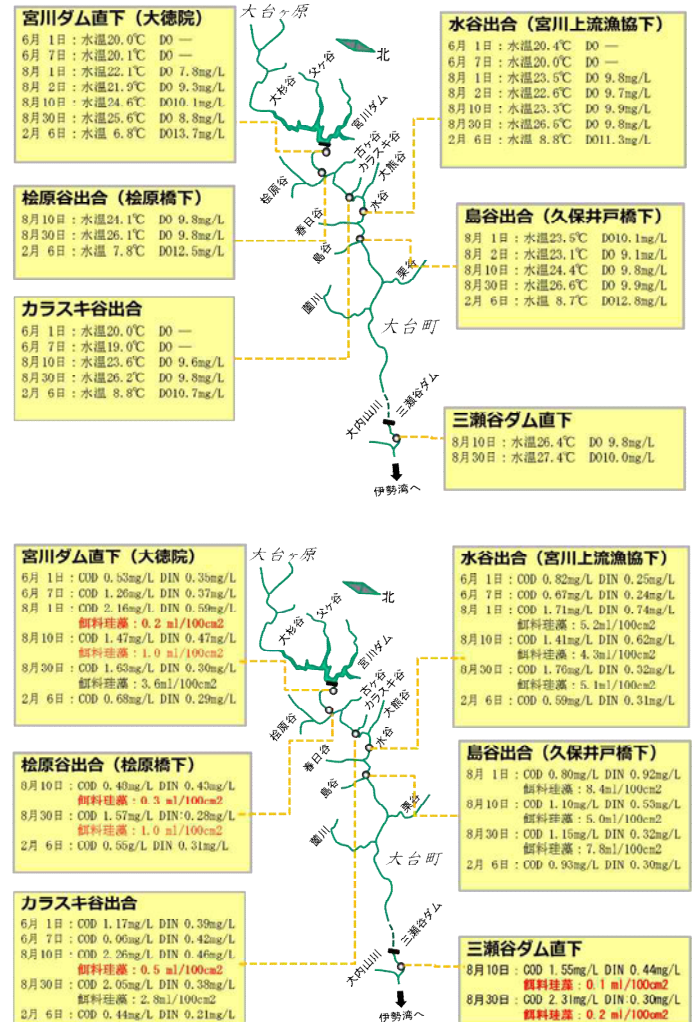 宮川ダム直下（大徳院）
6月 1日：水温20.0℃ DO ―
6月 7日：水温20.1℃ DO ―
8月 1日：水温22.1℃ DO 7.8mg/L
8月 2日：水温21.9℃ DO 9.3mg/L
8月10日：水温24.6℃ DO10.1mg/L
8月30日：水温25.6℃ DO 8.8mg/L
2月 6日：水温 6.8℃ DO13.7mg/L
桧原谷出合（桧原橋下）
8月10日：水温24.1℃ DO 9.8mg/L
8月30日：水温26.1℃ DO 9.8mg/L
2月 6日：水温 7.8℃ DO12.5mg/L
カラスキ谷出合
6月 1日：水温20.0℃ DO ―
6月 7日：水温19.0℃ DO ―
8月10日：水温23.6℃ DO 9.6mg/L
8月30日：水温26.2℃ DO 9.8mg/L
2月 6日：水温 8.8℃ DO10.7mg/L
大台ヶ原
北
大杉谷
父ヶ谷
宮川ダム
古ヶ谷
カラスキ谷
大熊谷
桧原谷
水谷
春日谷
島谷
栗谷
薗川
大台町
大内山川
三瀬谷ダム
伊勢湾へ
水谷出合（宮川上流漁協下）
6月 1日：水温20.4℃ DO ―
6月 7日：水温20.0℃ DO ―
8月 1日：水温23.5℃ DO 9.8mg/L
8月 2日：水温22.6℃ DO 9.7mg/L
8月10日：水温23.3℃ DO 9.9mg/L
8月30日：水温26.5℃ DO 9.8mg/L
2月 6日：水温 8.8℃ DO11.3mg/L
島谷出合（久保井戸橋下）
8月 1日：水温23.5℃ DO10.1mg/L
8月 2日：水温23.1℃ DO 9.1mg/L
8月10日：水温24.4℃ DO 9.8mg/L
8月30日：水温26.6℃ DO 9.9mg/L
2月 6日：水温 8.7℃ DO12.8mg/L
三瀬谷ダム直下
8月10日：水温26.4℃ DO 9.8mg/L
8月30日：水温27.4℃ DO10.0mg/L
宮川ダム直下（大徳院）
6月 1日：COD 0.53mg/L DIN 0.35mg/L
6月 7日：COD 1.26mg/L DIN 0.37mg/L
8月 1日：COD 2.16mg/L DIN 0.59mg/L
餌料珪藻：0.2 ml/100cm2
8月10日：COD 1.47mg/L DIN 0.47mg/L
餌料珪藻：1.0 ml/100cm2
8月30日：COD 1.63mg/L DIN 0.30mg/L
餌料珪藻：3.6ml/100cm2
2月 6日：COD 0.68mg/L DIN 0.29mg/L
桧原谷出合（桧原橋下）
8月10日：COD 0.48mg/L DIN 0.43mg/L
餌料珪藻：0.3 ml/100cm2
8月30日：COD 1.57mg/L DIN:0.28mg/L
餌料珪藻：1.0 ml/100cm2
2月 6日：COD 0.55g/L DIN 0.31mg/L
カラスキ谷出合
6月 1日：COD 1.17mg/L DIN 0.39mg/L
6月 7日：COD 0.06mg/L DIN 0.42mg/L
8月10日：COD 2.26mg/L DIN 0.46mg/L
餌料珪藻：0.5 ml/100cm2
8月30日：COD 2.05mg/L DIN 0.38mg/L
餌料珪藻：2.8ml/100cm2
2月 6日：COD 0.44mg/L DIN 0.21mg/L
大台ヶ原
北
大杉谷
父ヶ谷
宮川ダム
古ヶ谷
カラスキ谷
大熊谷
桧原谷
水谷
春日谷
島谷
栗谷
薗川
大台町
大内山川
三瀬谷ダム
伊勢湾へ
水谷出合（宮川上流漁協下）
6月 1日：COD 0.82mg/L DIN 0.25mg/L
6月 7日：COD 0.67mg/L DIN 0.24mg/L
8月 1日：COD 1.71mg/L DIN 0.74mg/L
餌料珪藻：5.2ml/100cm2
8月10日：COD 1.41mg/L DIN 0.62mg/L
餌料珪藻：4.3ml/100cm2
8月30日：COD 1.76mg/L DIN 0.32mg/L
餌料珪藻：5.1ml/100cm2
2月 6日：COD 0.59mg/L DIN 0.31mg/L
島谷出合（久保井戸橋下）
8月 1日：COD 0.80mg/L DIN 0.92mg/L
餌料珪藻：8.4ml/100cm2
8月10日：COD 1.10mg/L DIN 0.53mg/L
餌料珪藻：5.0ml/100cm2
8月30日：COD 1.15mg/L DIN 0.32mg/L
餌料珪藻：7.8ml/100cm2
2月 6日：COD 0.93mg/L DIN 0.30mg/L
三瀬谷ダム直下
8月10日：COD 1.55mg/L DIN 0.44mg/L
餌料珪藻：0.1 ml/100cm2
8月30日：COD 2.31mg/L DIN:0.30mg/L
餌料珪藻：0.2 ml/100cm2